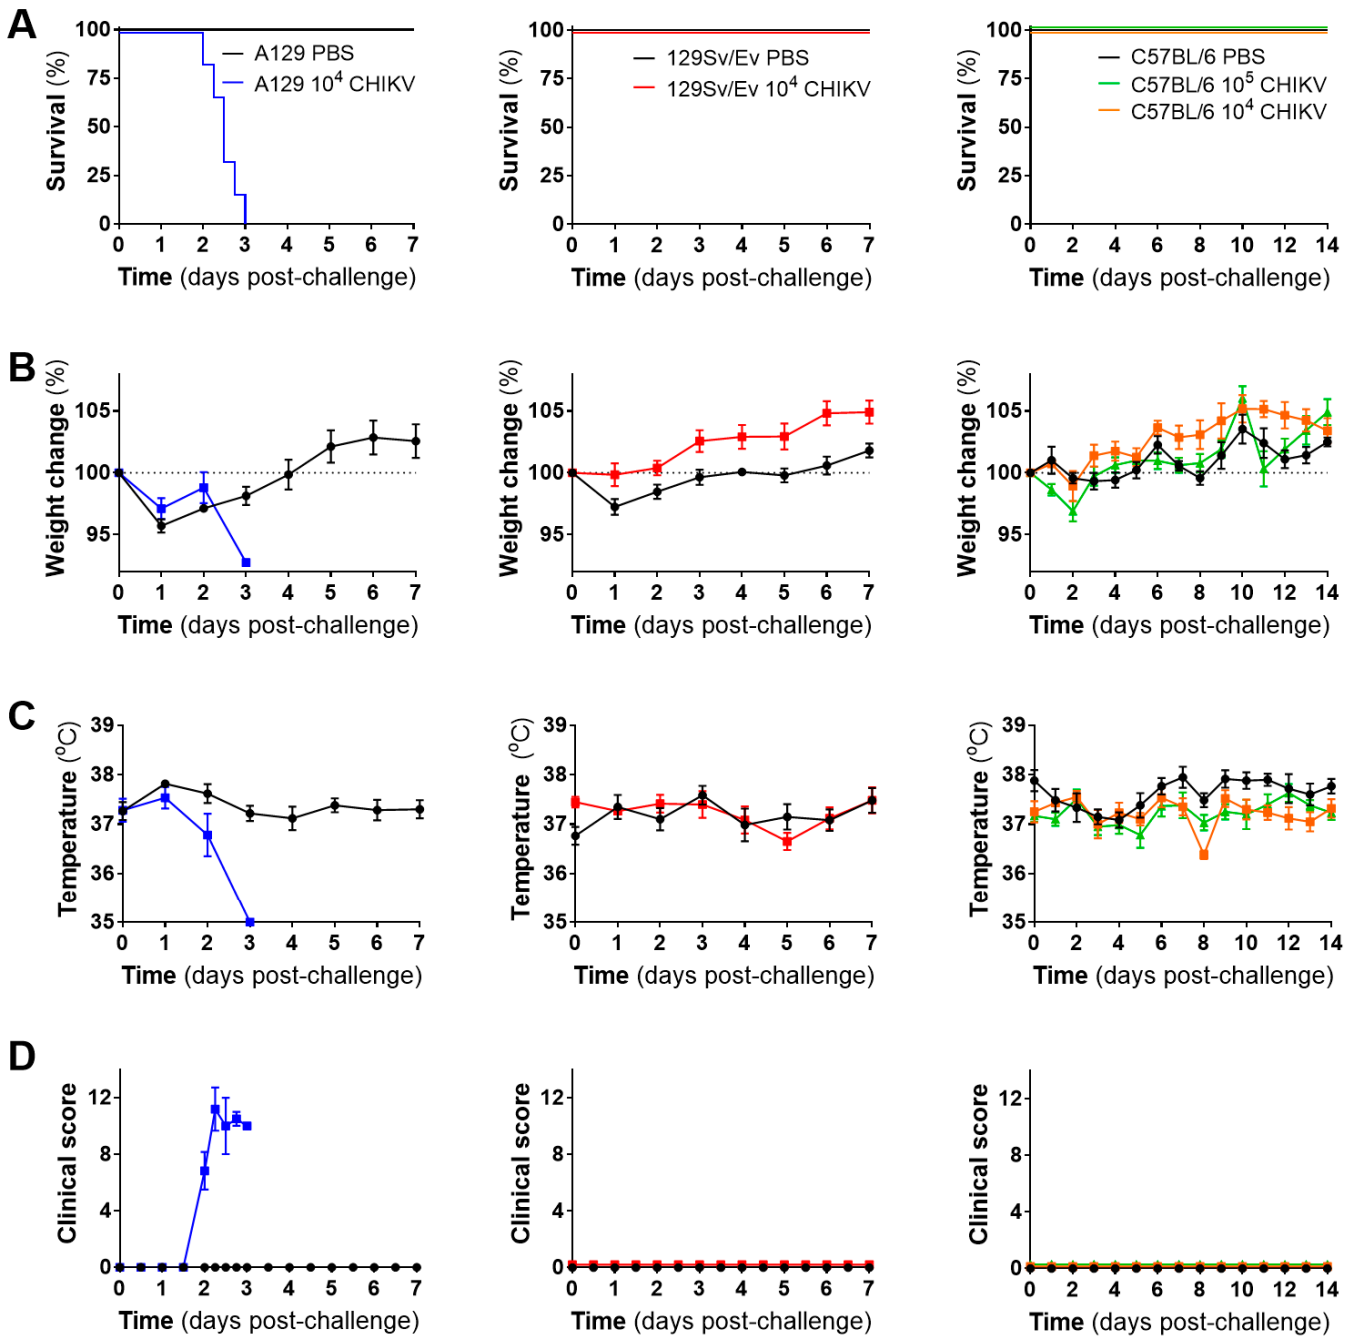 A
Survival (%)
100
75
50
25
0
0 1 2 3 4 5 6 7
Time (days post-challenge)
A129 PBS
A129 10⁴ CHIKV
Survival (%)
100
75
50
25
0
0 1 2 3 4 5 6 7
Time (days post-challenge)
129Sv/Ev PBS
129Sv/Ev 10⁴ CHIKV
Survival (%)
100
75
50
25
0
0 2 4 6 8 10 12 14
Time (days post-challenge)
C57BL/6 PBS
C57BL/6 10⁵ CHIKV
C57BL/6 10⁴ CHIKV
B
Weight change (%)
105
100
95
0 1 2 3 4 5 6 7
Time (days post-challenge)
Weight change (%)
105
100
95
0 1 2 3 4 5 6 7
Time (days post-challenge)
Weight change (%)
105
100
95
0 2 4 6 8 10 12 14
Time (days post-challenge)
C
Temperature (°C)
39
38
37
36
35
0 1 2 3 4 5 6 7
Time (days post-challenge)
Temperature (°C)
39
38
37
36
35
0 1 2 3 4 5 6 7
Time (days post-challenge)
Temperature (°C)
39
38
37
36
35
0 2 4 6 8 10 12 14
Time (days post-challenge)
D
Clinical score
12
8
4
0
0 1 2 3 4 5 6 7
Time (days post-challenge)
Clinical score
12
8
4
0
0 1 2 3 4 5 6 7
Time (days post-challenge)
Clinical score
12
8
4
0
0 2 4 6 8 10 12 14
Time (days post-challenge)